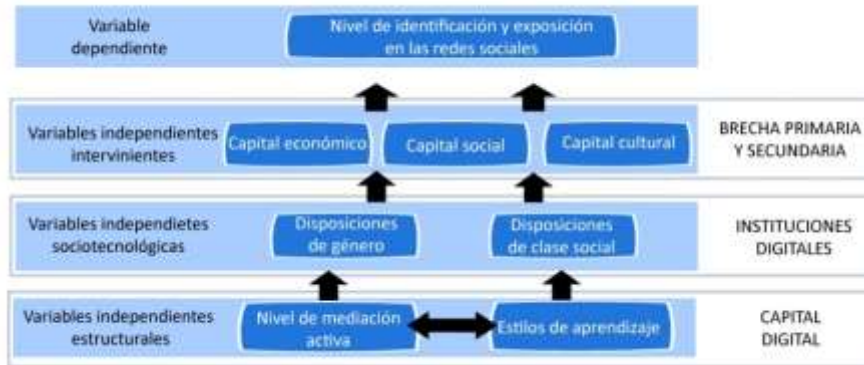 Variable
dependiente
Nivel de identificación y exposición
en las redes sociales
Variables independientes
intervinientes
Capital económico
Capital social
Capital cultural
BRECHA PRIMARIA
Y SECUNDARIA
Variables independietes
sociotecnológicas
Disposiciones
de género
Disposiciones
de clase social
INSTITUCIONES
DIGITALES
Variables independientes
estructurales
Nivel de mediación
activa
Estilos de aprendizaje
CAPITAL
DIGITAL